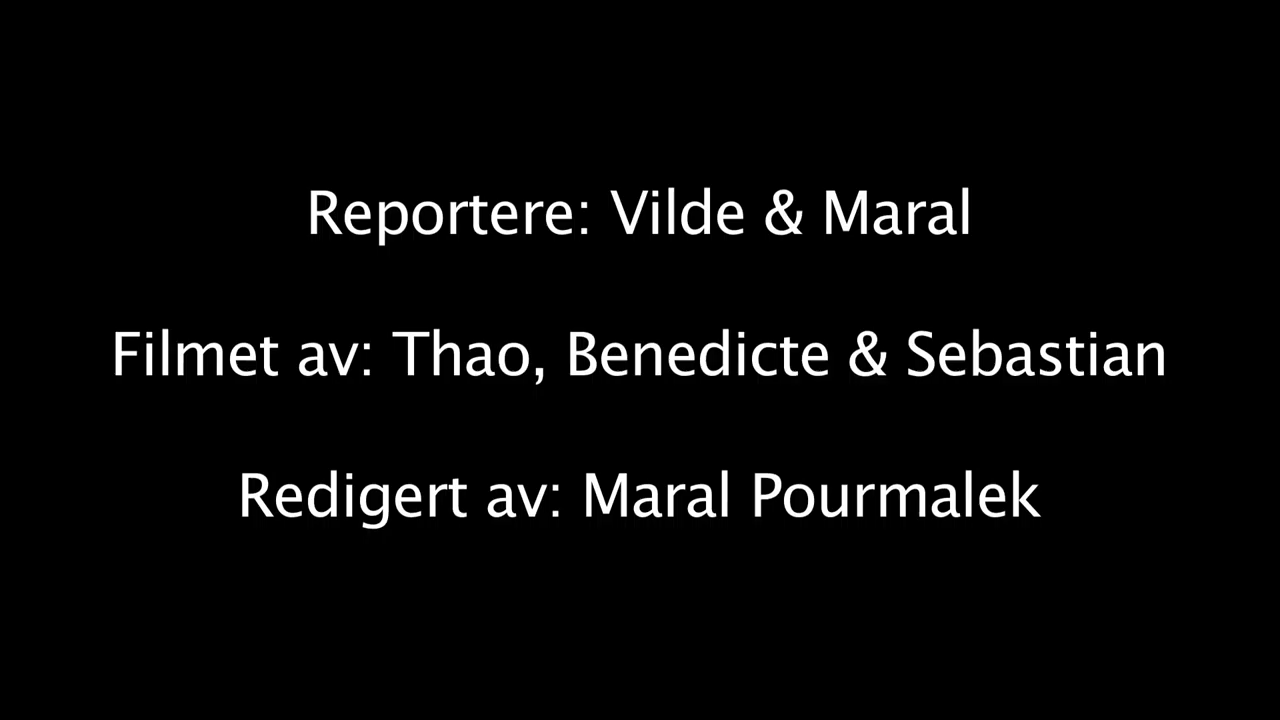 Reportere: Vilde & Maral
Filmet av: Thao, Benedicte & Sebastian
Redigert av: Maral Pourmalek